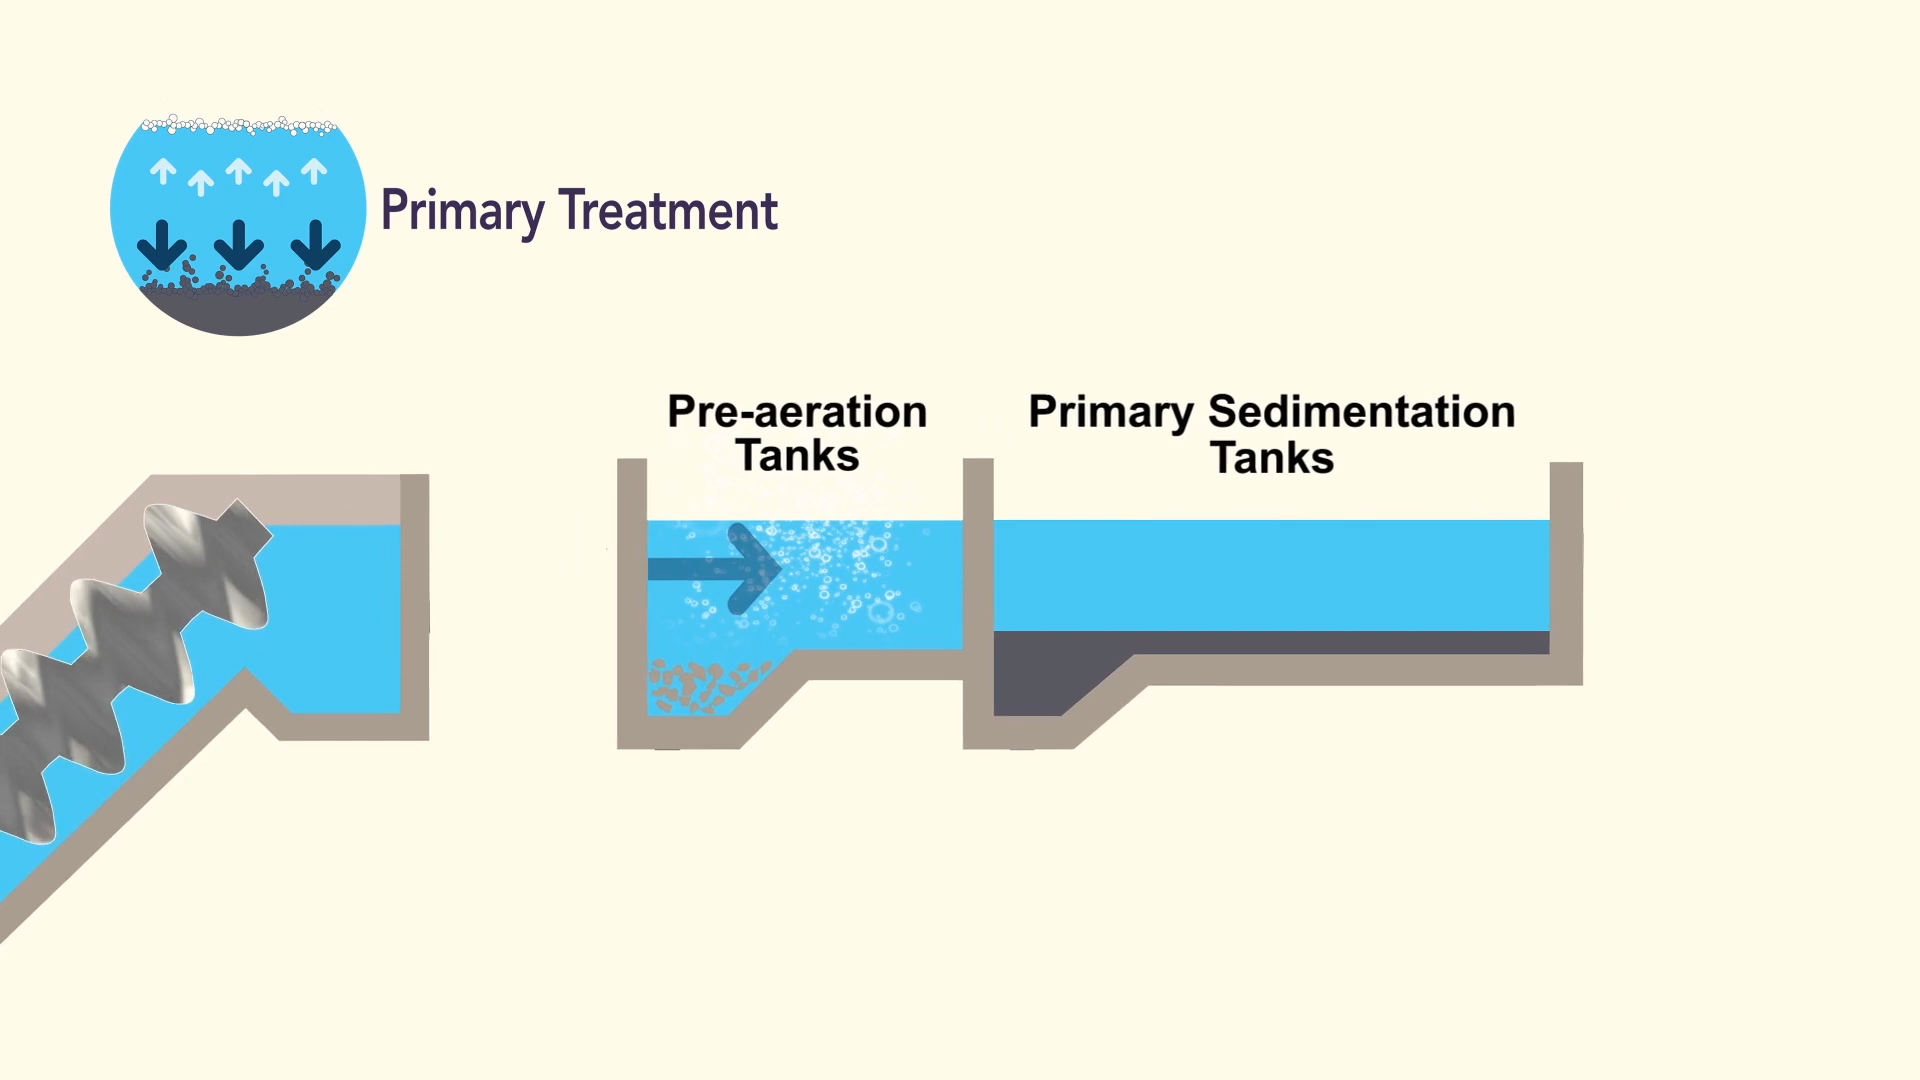 Primary Treatment
Pre-aeration
Tanks
Primary Sedimentation
Tanks